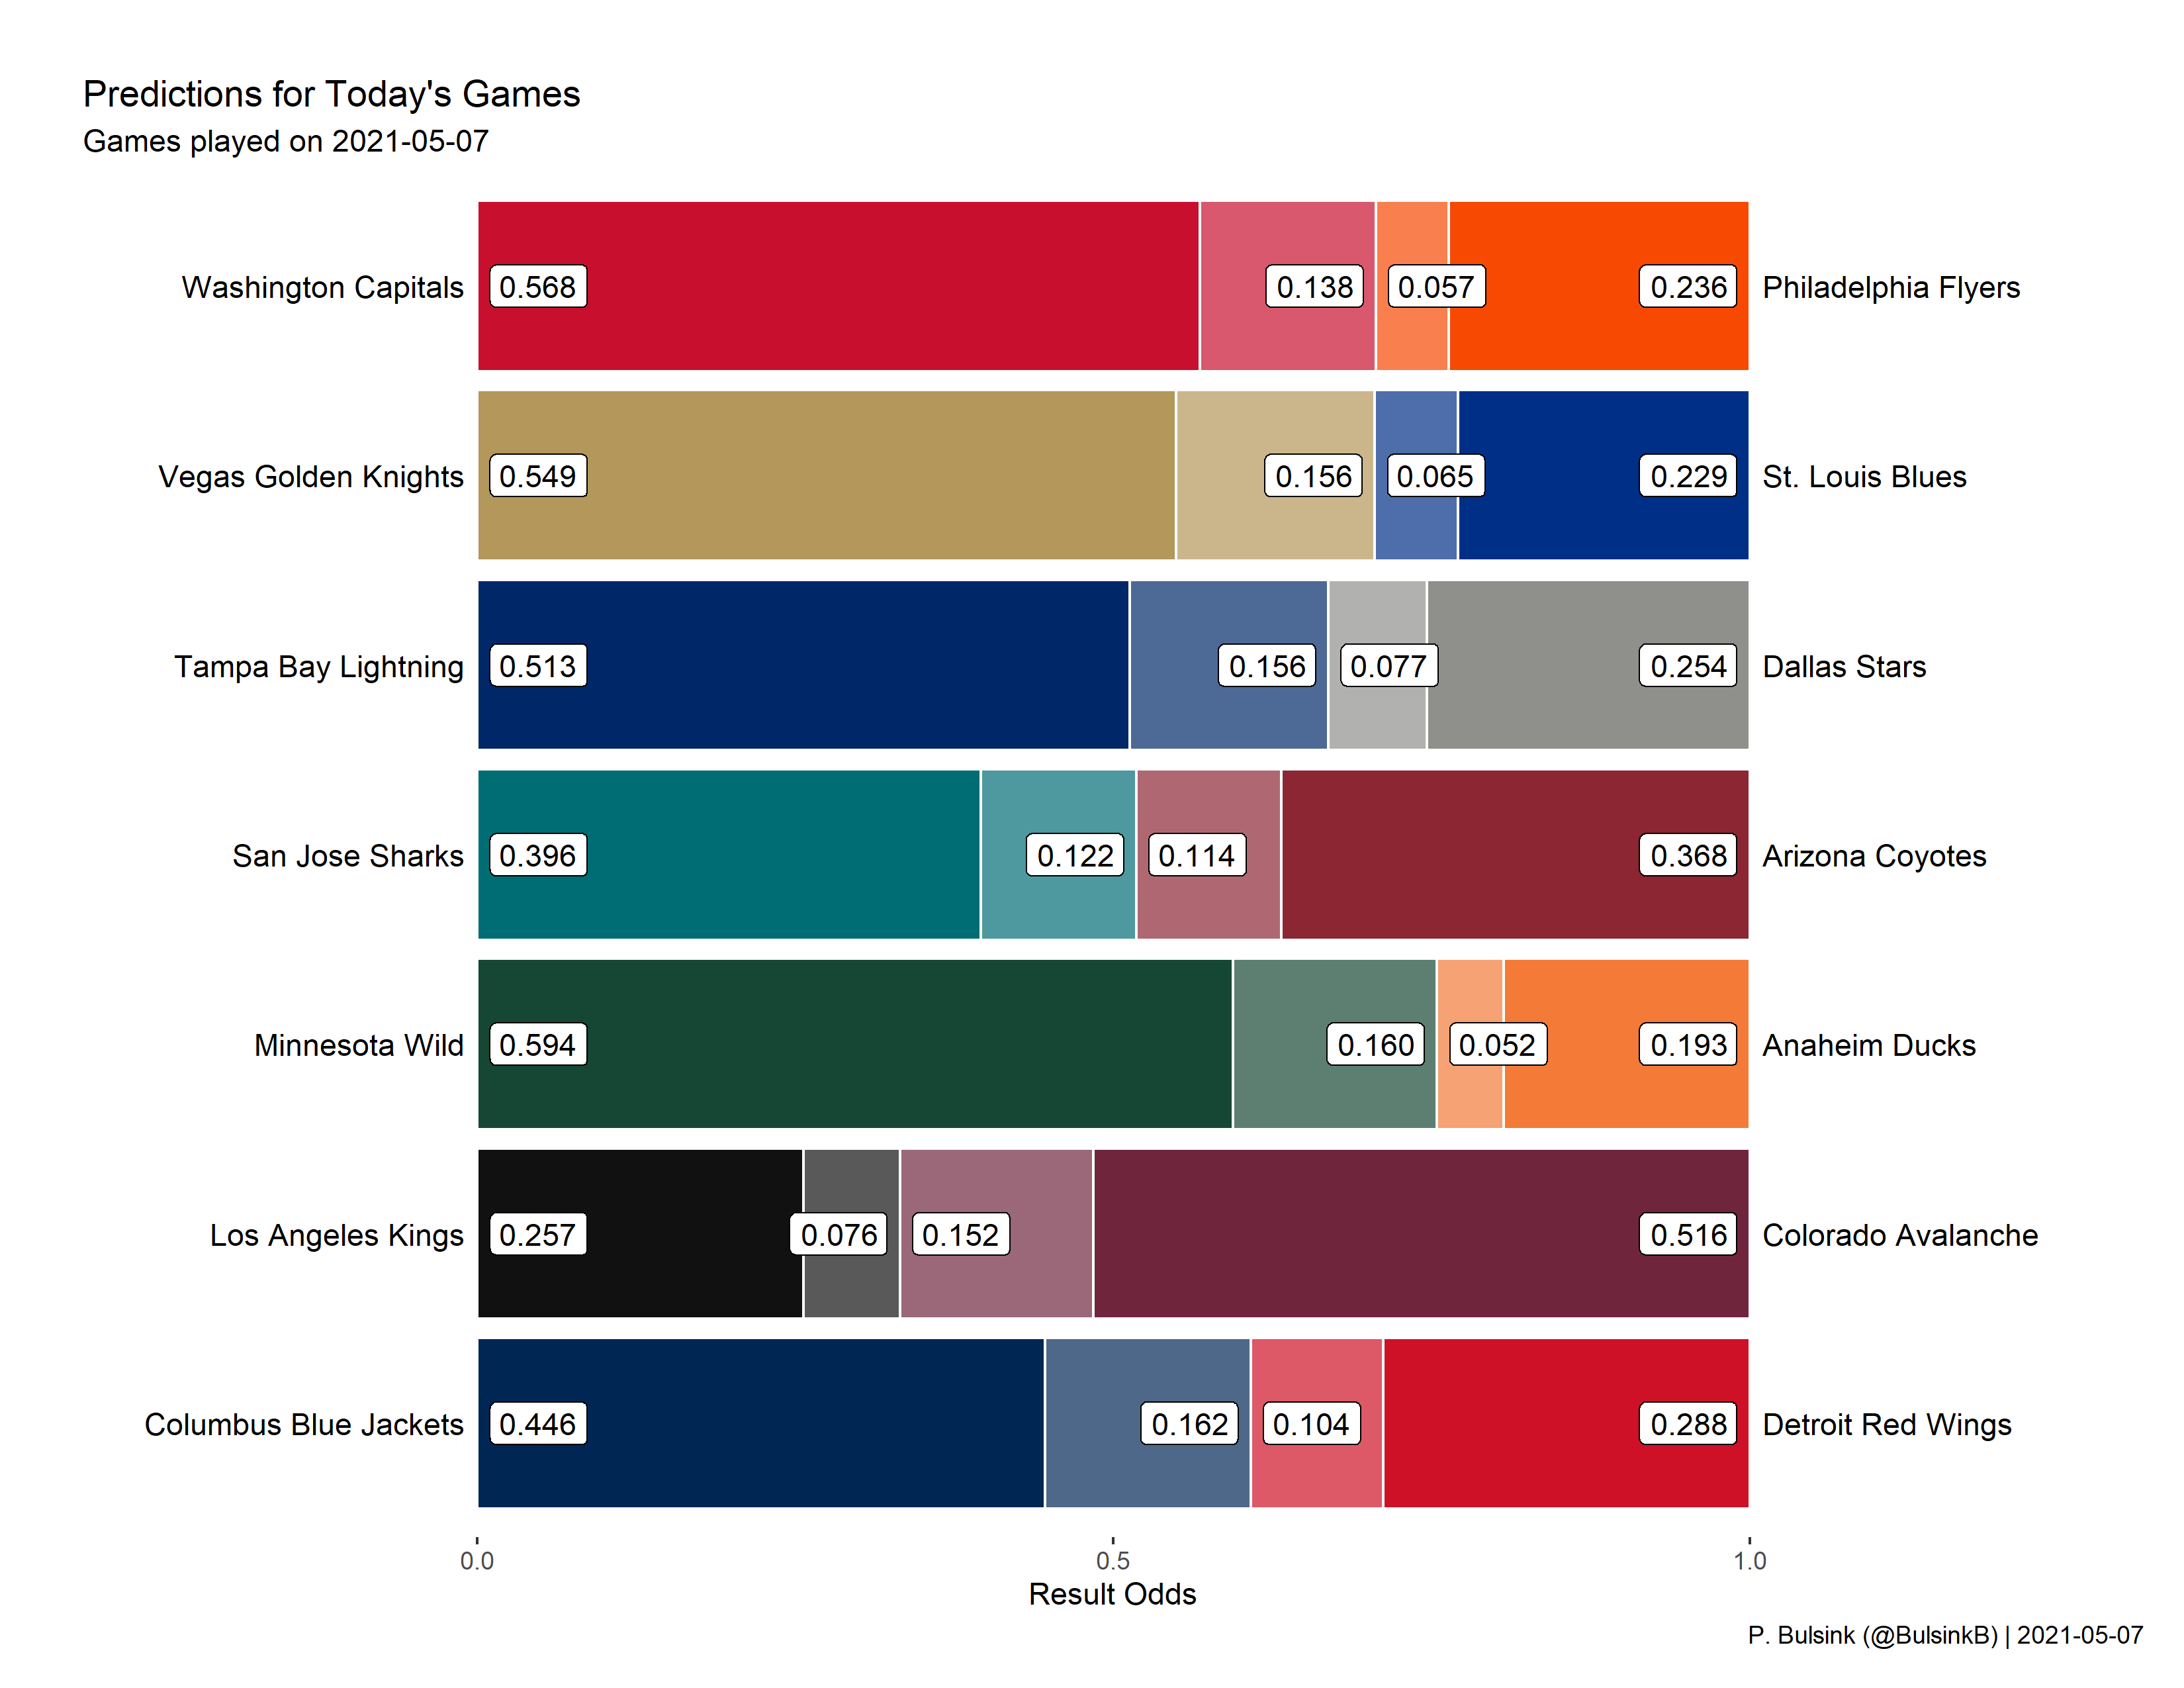 Predictions for Today's Games
Games played on 2021-05-07
Washington Capitals 0.568 0.138 0.057 0.236 Philadelphia Flyers
Vegas Golden Knights 0.549 0.156 0.065 0.229 St. Louis Blues
Tampa Bay Lightning 0.513 0.156 0.077 0.254 Dallas Stars
San Jose Sharks 0.396 0.122 0.114 0.368 Arizona Coyotes
Minnesota Wild 0.594 0.160 0.052 0.193 Anaheim Ducks
Los Angeles Kings 0.257 0.076 0.152 0.516 Colorado Avalanche
Columbus Blue Jackets 0.446 0.162 0.104 0.288 Detroit Red Wings
0.0 0.5 1.0
Result Odds
P. Bulsink (@BulsinkB) | 2021-05-07